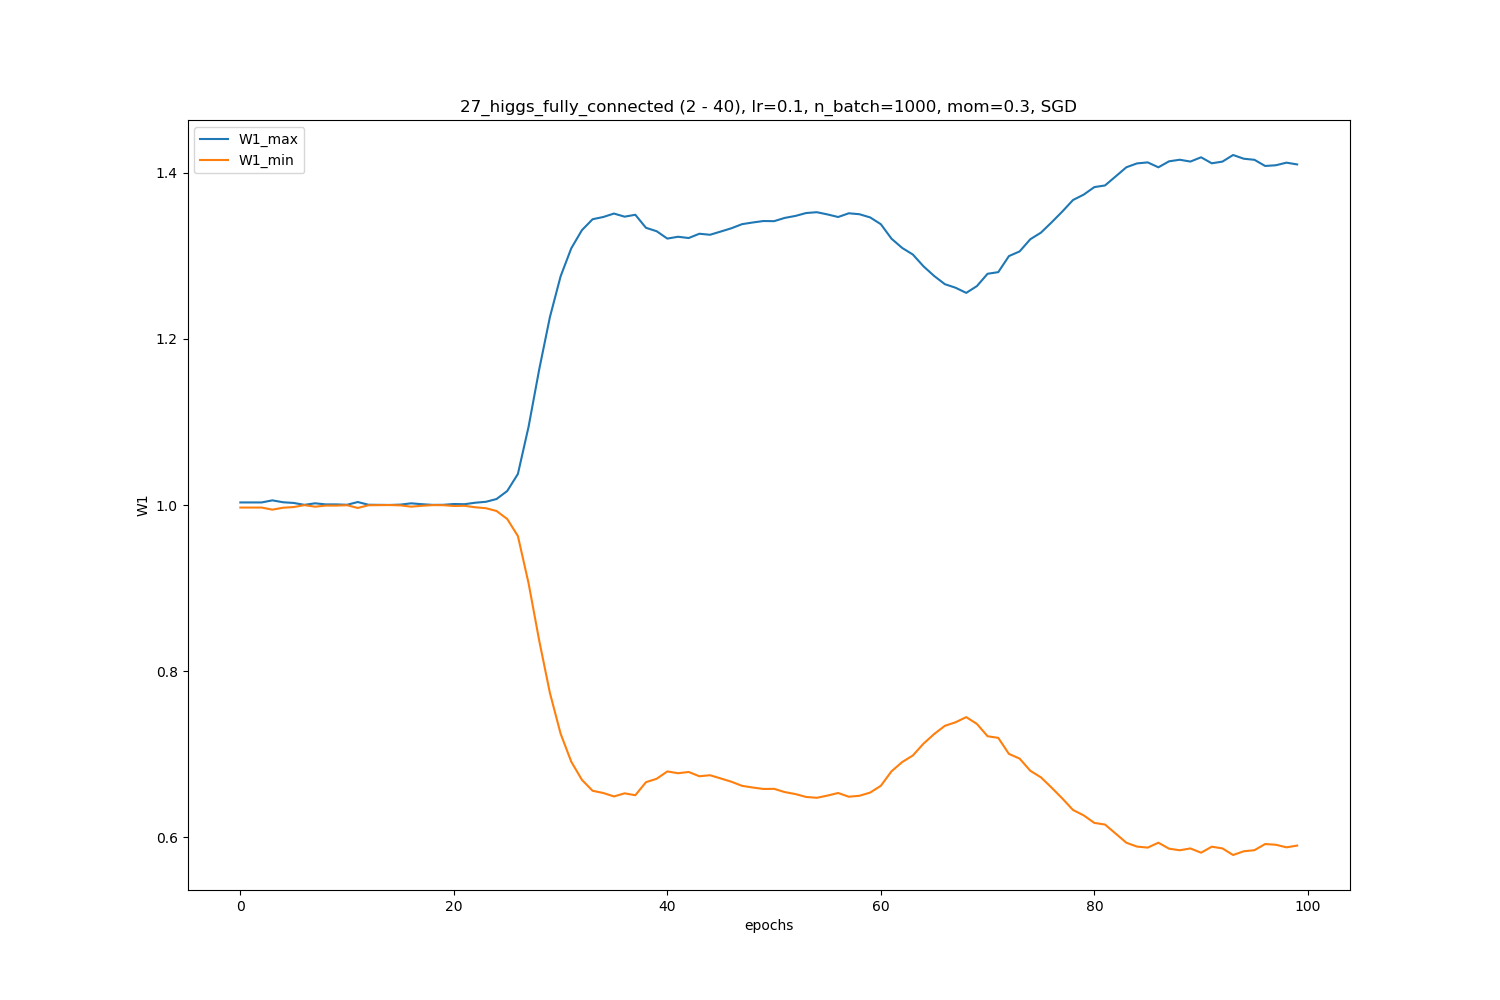 27_higgs_fully_connected (2 - 40), lr=0.1, n_batch=1000, mom=0.3, SGD
W1_max
W1_min
1.4
1.2
1.0
0.8
0.6
W1
0 20 40 60 80 100
epochs